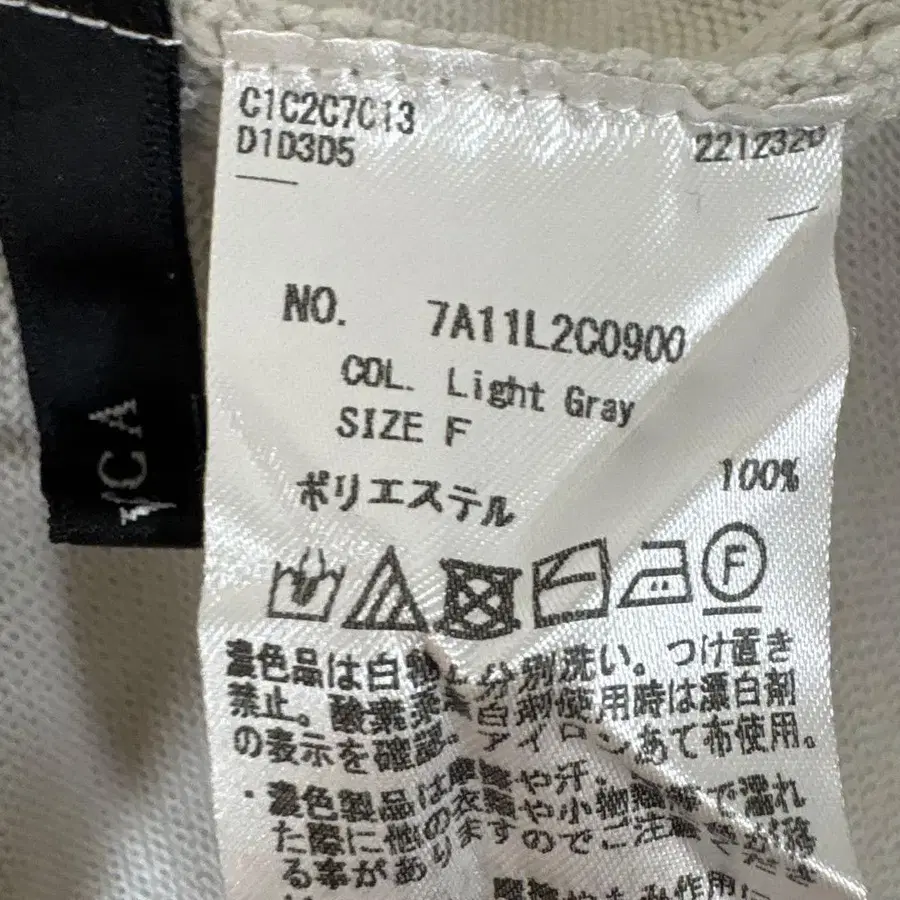 C1C2C7C13
D1D3D5
2212320
NO. 7A11L2C0900
COL. Light Gray
SIZE F
ポリエステル 100%
F
濃色品は白物と分別洗い。つけ置き
禁止。酸素系漂白剤使用時は漂白剤
の表示を確認。アイロンあて布使用。
・濃色製品は摩擦や汗、で濡れ
た際に他の衣類や小物類等が移
る事がありますのでご注意
CA